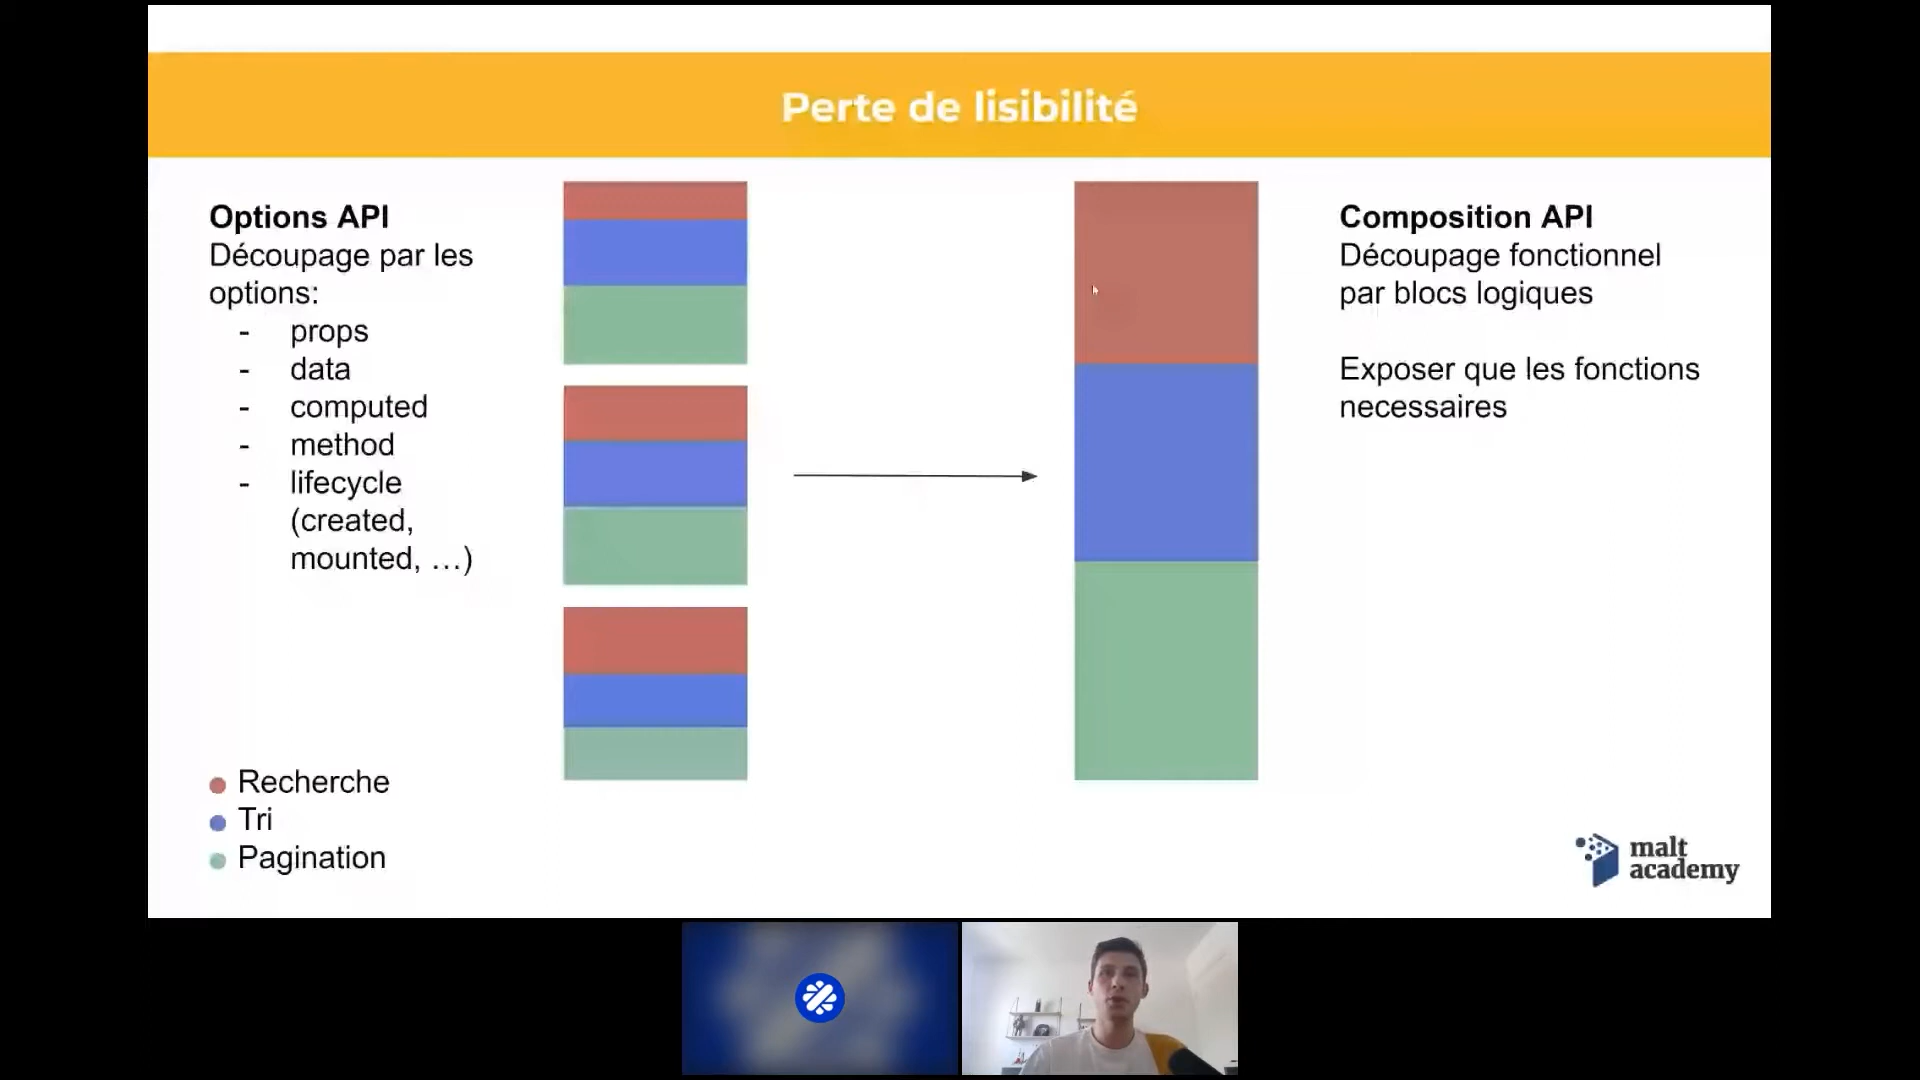 Perte de lisibilité
Options API
Découpage par les
options:
- props
- data
- computed
- method
- lifecycle
(created,
mounted, …)
Recherche
Tri
Pagination
Composition API
Découpage fonctionnel
par blocs logiques
Exposer que les fonctions
necessaires
malt
academy